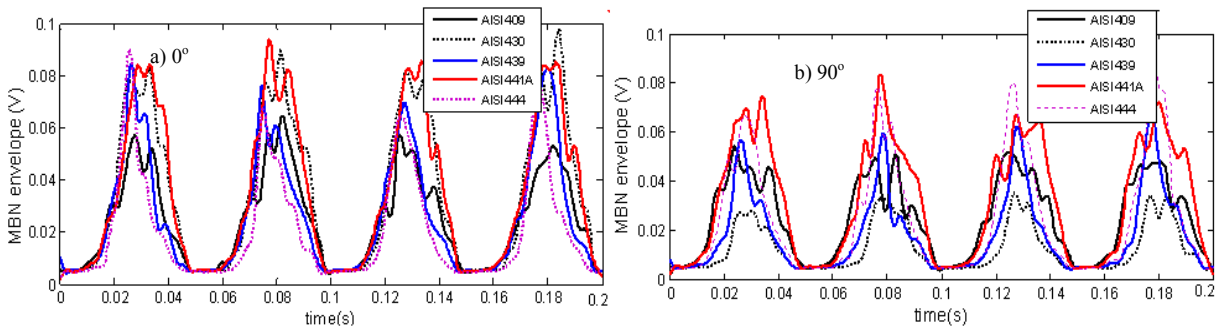 AISI409
AISI430
AISI439
AISI441A
AISI444
a) 0º
MBN envelope (V)
0.1
0.08
0.06
0.04
0.02
0
0 0.02 0.04 0.06 0.08 0.1 0.12 0.14 0.16 0.18 0.2
time(s)
AISI409
AISI430
AISI439
AISI441A
AISI444
b) 90º
MBN envelope (V)
0.1
0.08
0.06
0.04
0.02
0
0 0.02 0.04 0.06 0.08 0.1 0.12 0.14 0.16 0.18 0.2
time(s)